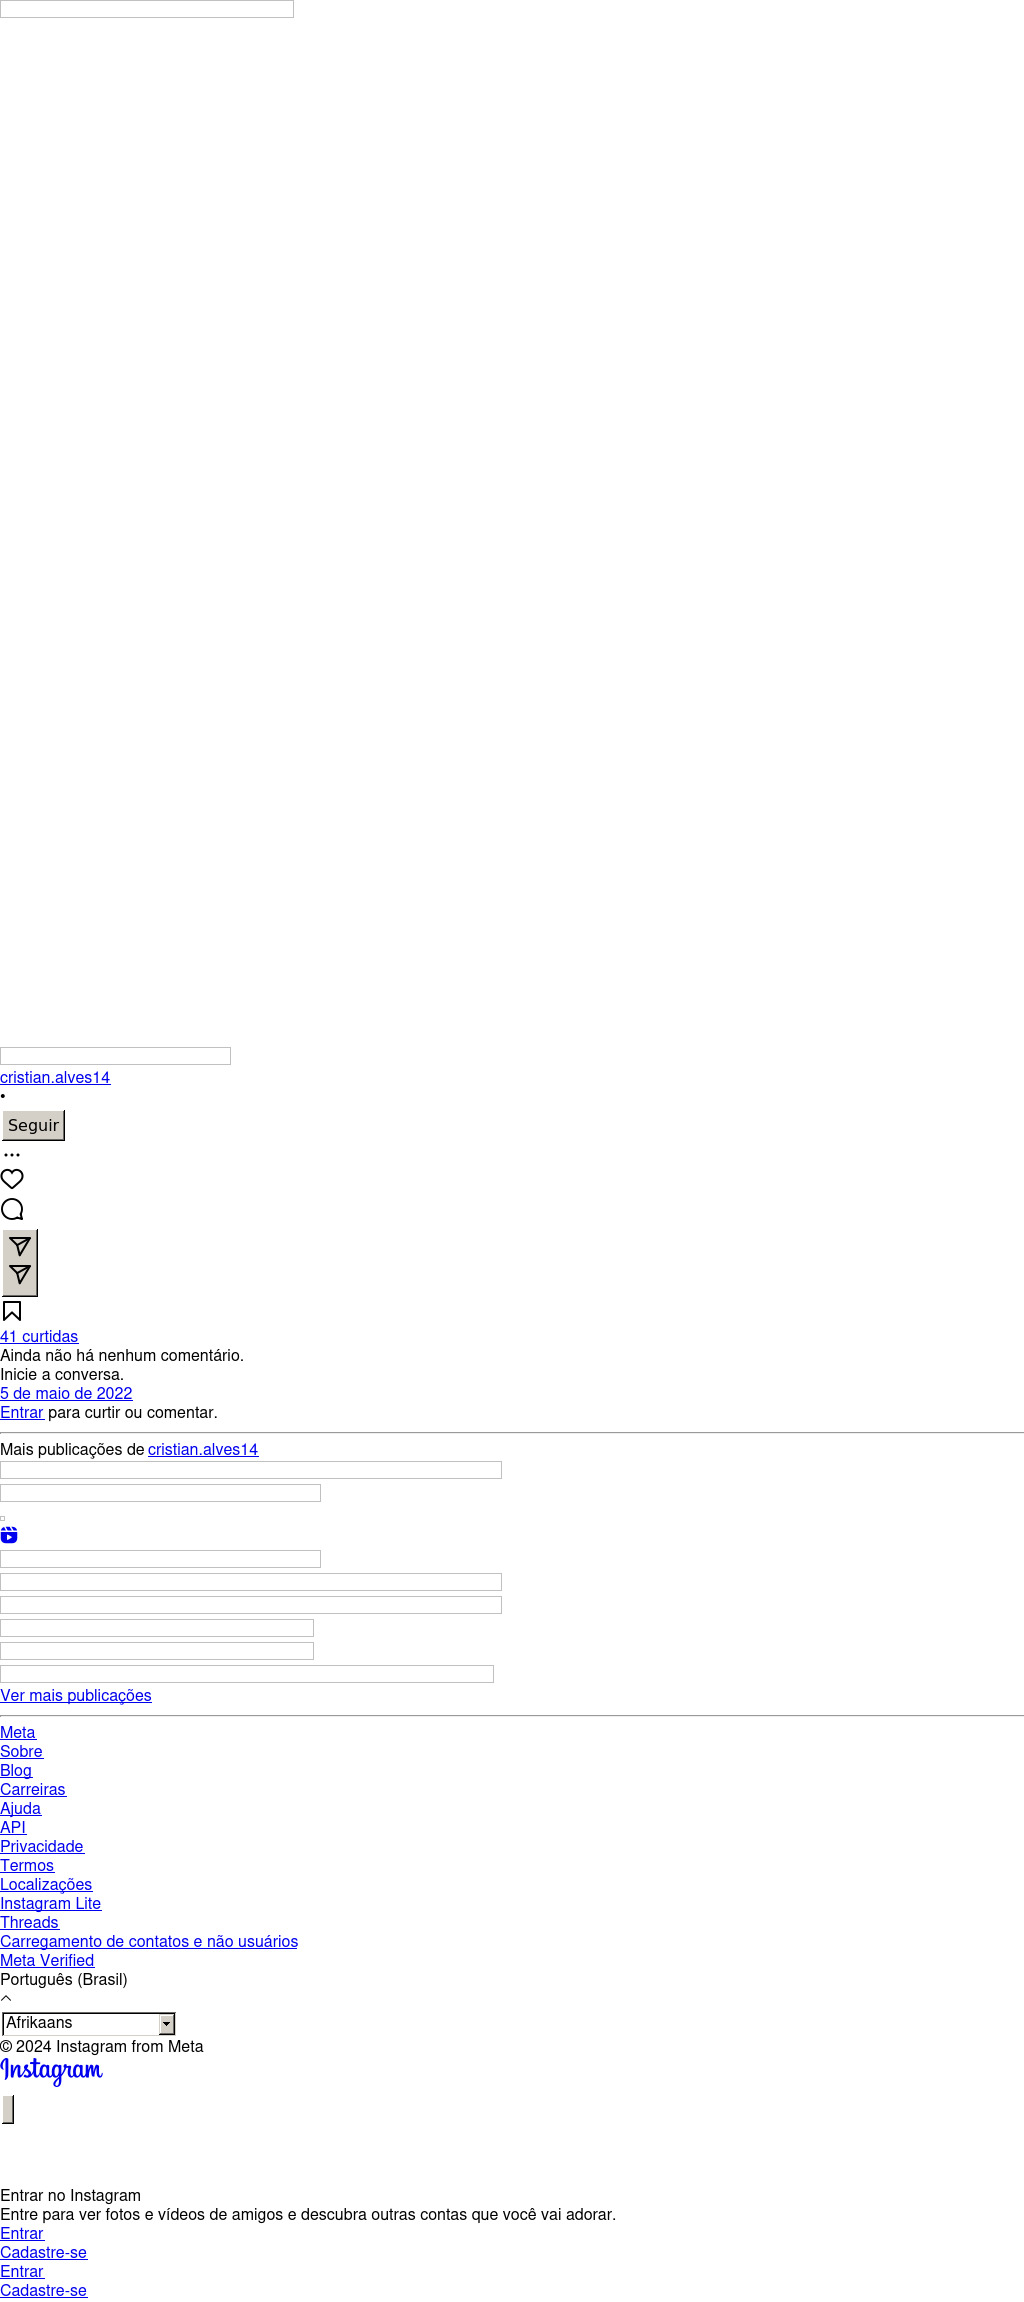 cristian.alves14
•
Seguir
41 curtidas
Ainda não há nenhum comentário.
Inicie a conversa.
5 de maio de 2022
Entrar para curtir ou comentar.
Mais publicações de cristian.alves14
Ver mais publicações
Meta
Sobre
Blog
Carreiras
Ajuda
API
Privacidade
Termos
Localizações
Instagram Lite
Threads
Carregamento de contatos e não usuários
Meta Verified
Português (Brasil)
Afrikaans
© 2024 Instagram from Meta
Instagram
Entrar no Instagram
Entre para ver fotos e vídeos de amigos e descubra outras contas que você vai adorar.
Entrar
Cadastre-se
Entrar
Cadastre-se